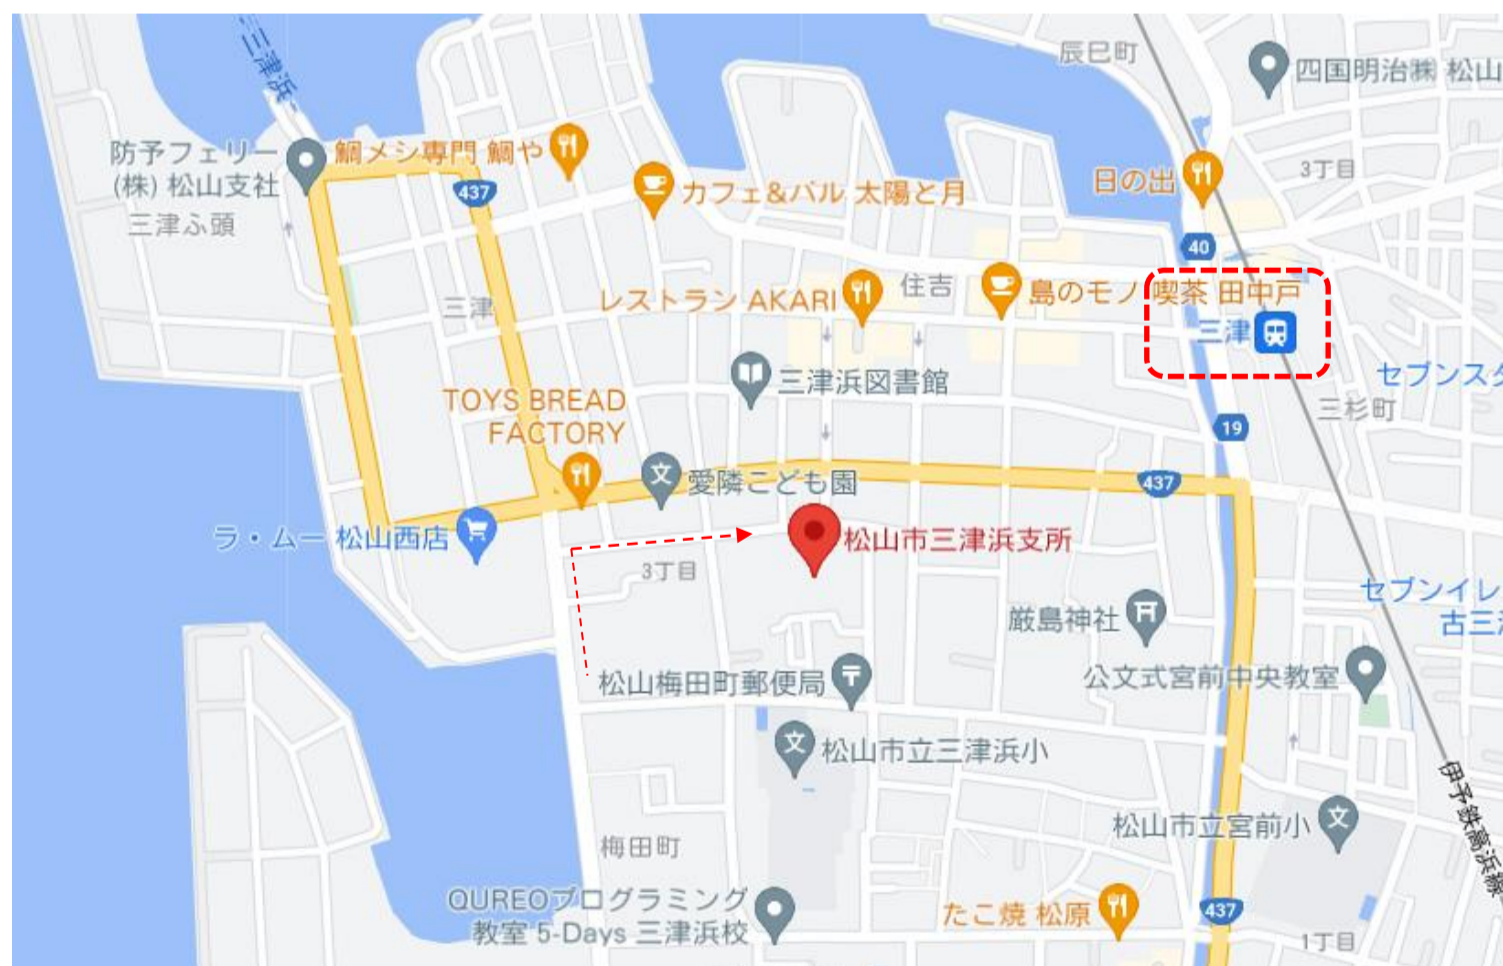 三津浜
辰巳町
四国明治㈱ 松山
防予フェリー
(株) 松山支社
鯛メシ専門 鯛や
437
カフェ&バル 太陽と月
日の出
3丁目
三津ふ頭
40
三津
レストラン AKARI
住吉
島のモノ 喫茶 田中戸
三津
三津浜図書館
セブンスタ
三杉町
TOYS BREAD
FACTORY
19
愛隣こども園
437
ラ・ムー 松山西店
松山市三津浜支所
3丁目
厳島神社
セブンイレ
古三津
松山梅田町郵便局
公文式宮前中央教室
松山市立三津浜小
伊予鉄高浜線
松山市立宮前小
梅田町
QUREOプログラミング
教室 5-Days 三津浜校
たこ焼 松原
437
1丁目